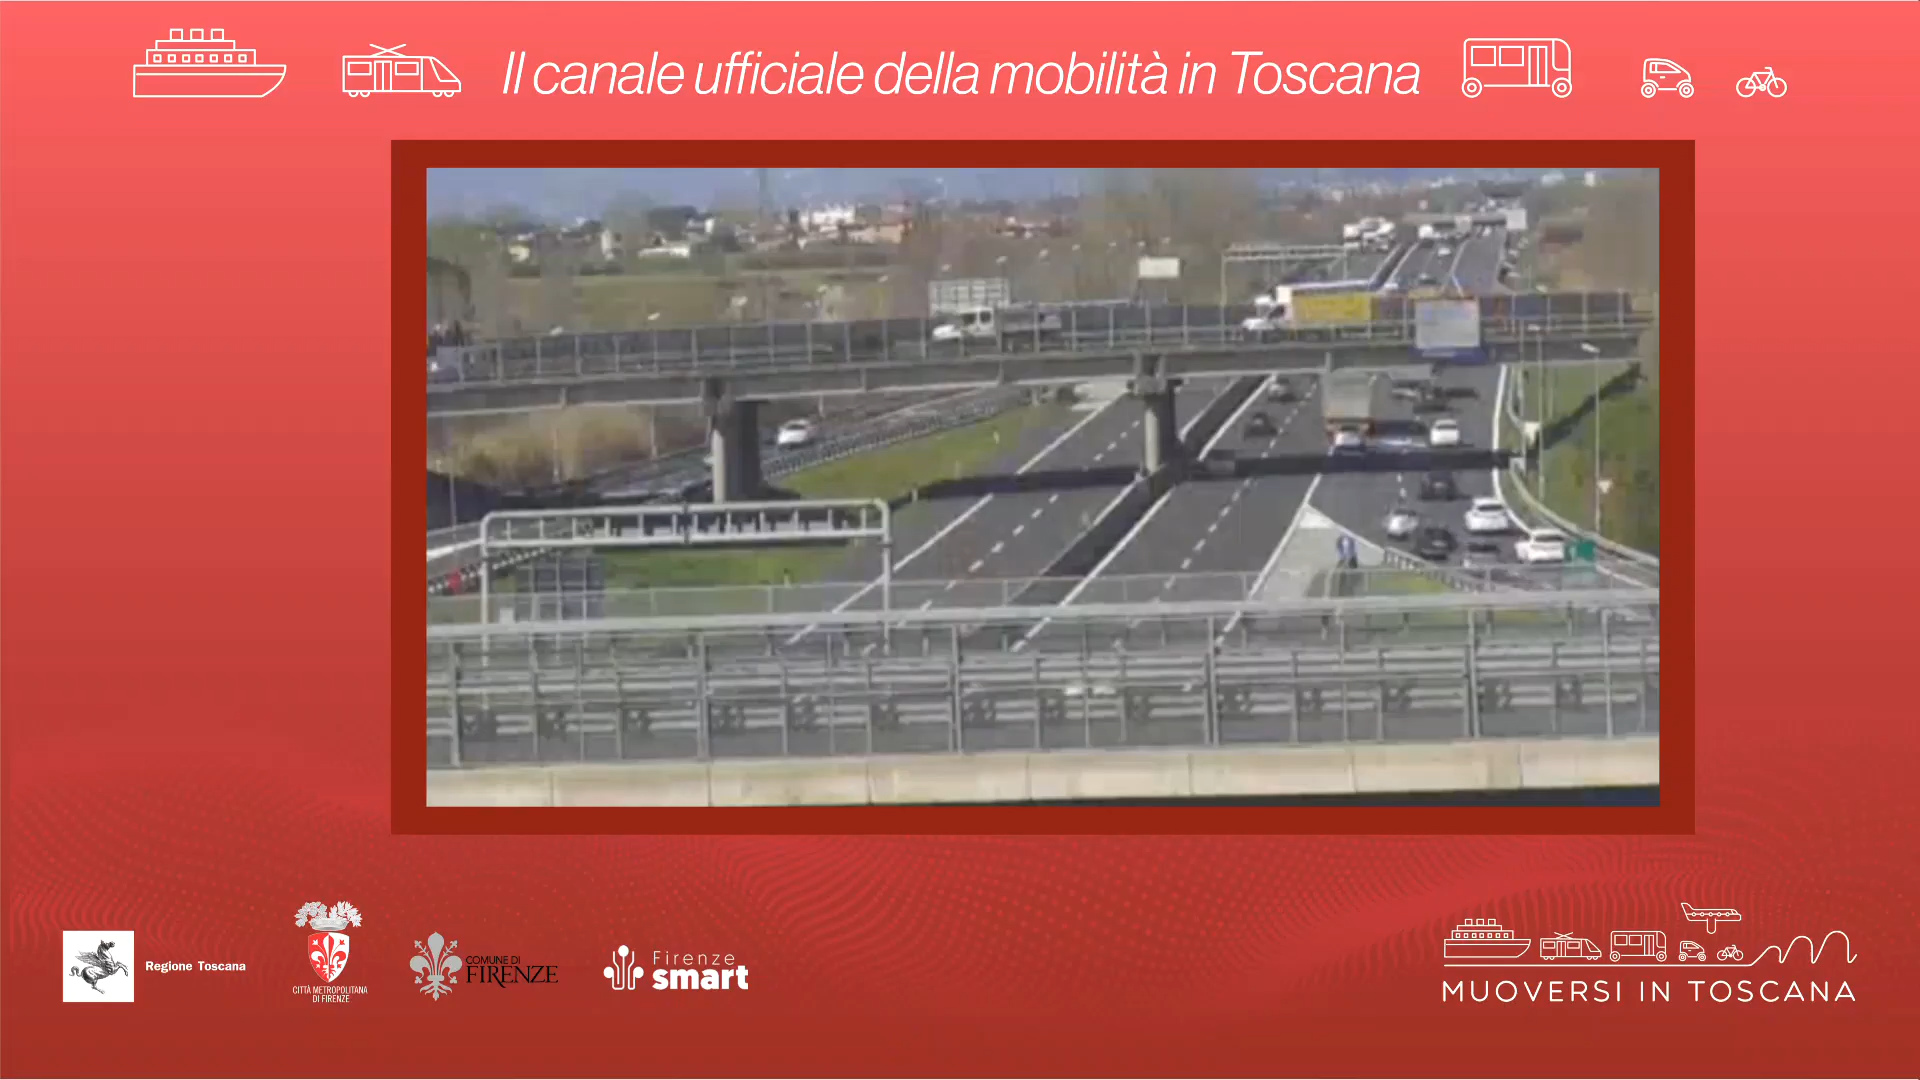 Il canale ufficiale della mobilità in Toscana
Regione Toscana
CITTÀ METROPOLITANA
DI FIRENZE
COMUNE DI
FIRENZE
Firenze
smart
MUOVERSI IN TOSCANA